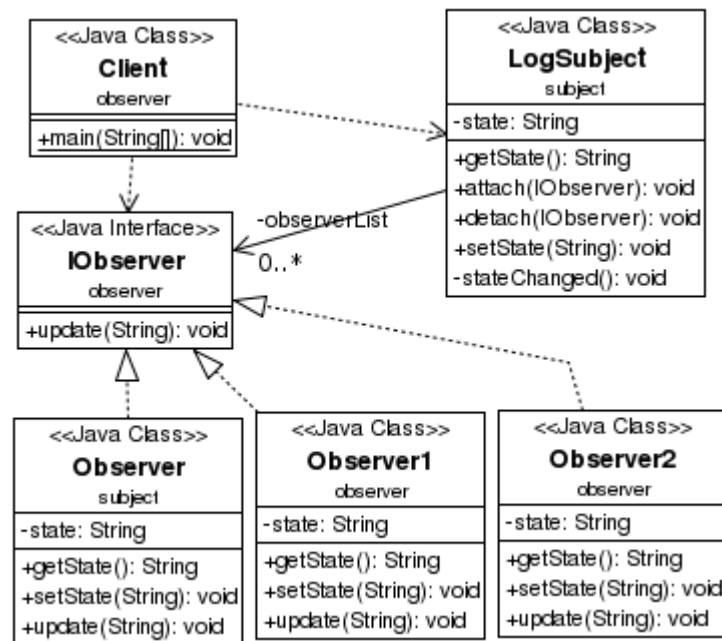 <<Java Class>>
Client
observer
+main(String[]): void
<<Java Class>>
LogSubject
subject
-state: String
+getState(): String
+attach(IObserver): void
+detach(IObserver): void
+setState(String): void
-stateChanged(): void
-observerList
0..*
<<Java Interface>>
IObserver
observer
+update(String): void
<<Java Class>>
Observer
subject
-state: String
+getState(): String
+setState(String): void
+update(String): void
<<Java Class>>
Observer1
observer
-state: String
+getState(): String
+setState(String): void
+update(String): void
<<Java Class>>
Observer2
observer
-state: String
+getState(): String
+setState(String): void
+update(String): void